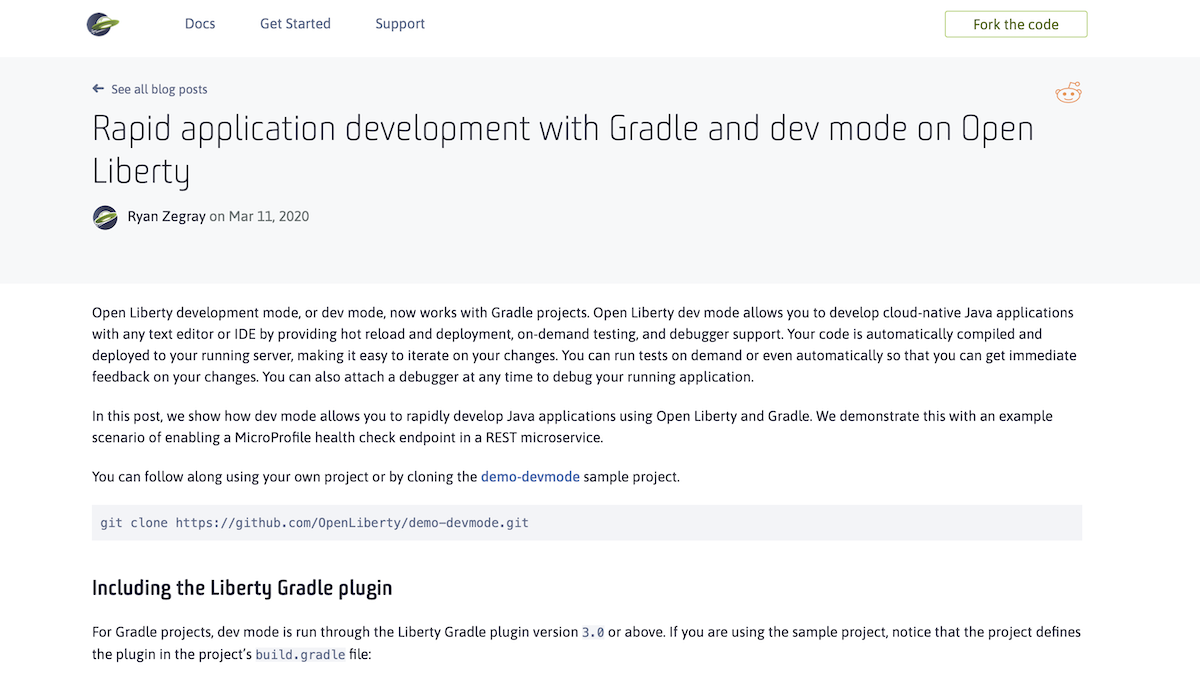 Docs
Get Started
Support
Fork the code
See all blog posts
Rapid application development with Gradle and dev mode on Open
Liberty
Ryan Zegray on Mar 11, 2020
Open Liberty development mode, or dev mode, now works with Gradle projects. Open Liberty dev mode allows you to develop cloud-native Java applications
with any text editor or IDE by providing hot reload and deployment, on-demand testing, and debugger support. Your code is automatically compiled and
deployed to your running server, making it easy to iterate on your changes. You can run tests on demand or even automatically so that you can get immediate
feedback on your changes. You can also attach a debugger at any time to debug your running application.
In this post, we show how dev mode allows you to rapidly develop Java applications using Open Liberty and Gradle. We demonstrate this with an example
scenario of enabling a MicroProfile health check endpoint in a REST microservice.
You can follow along using your own project or by cloning the demo-devmode sample project.
git clone https://github.com/OpenLiberty/demo-devmode.git
Including the Liberty Gradle plugin
For Gradle projects, dev mode is run through the Liberty Gradle plugin version 3.0 or above. If you are using the sample project, notice that the project defines
the plugin in the project’s build.gradle file: